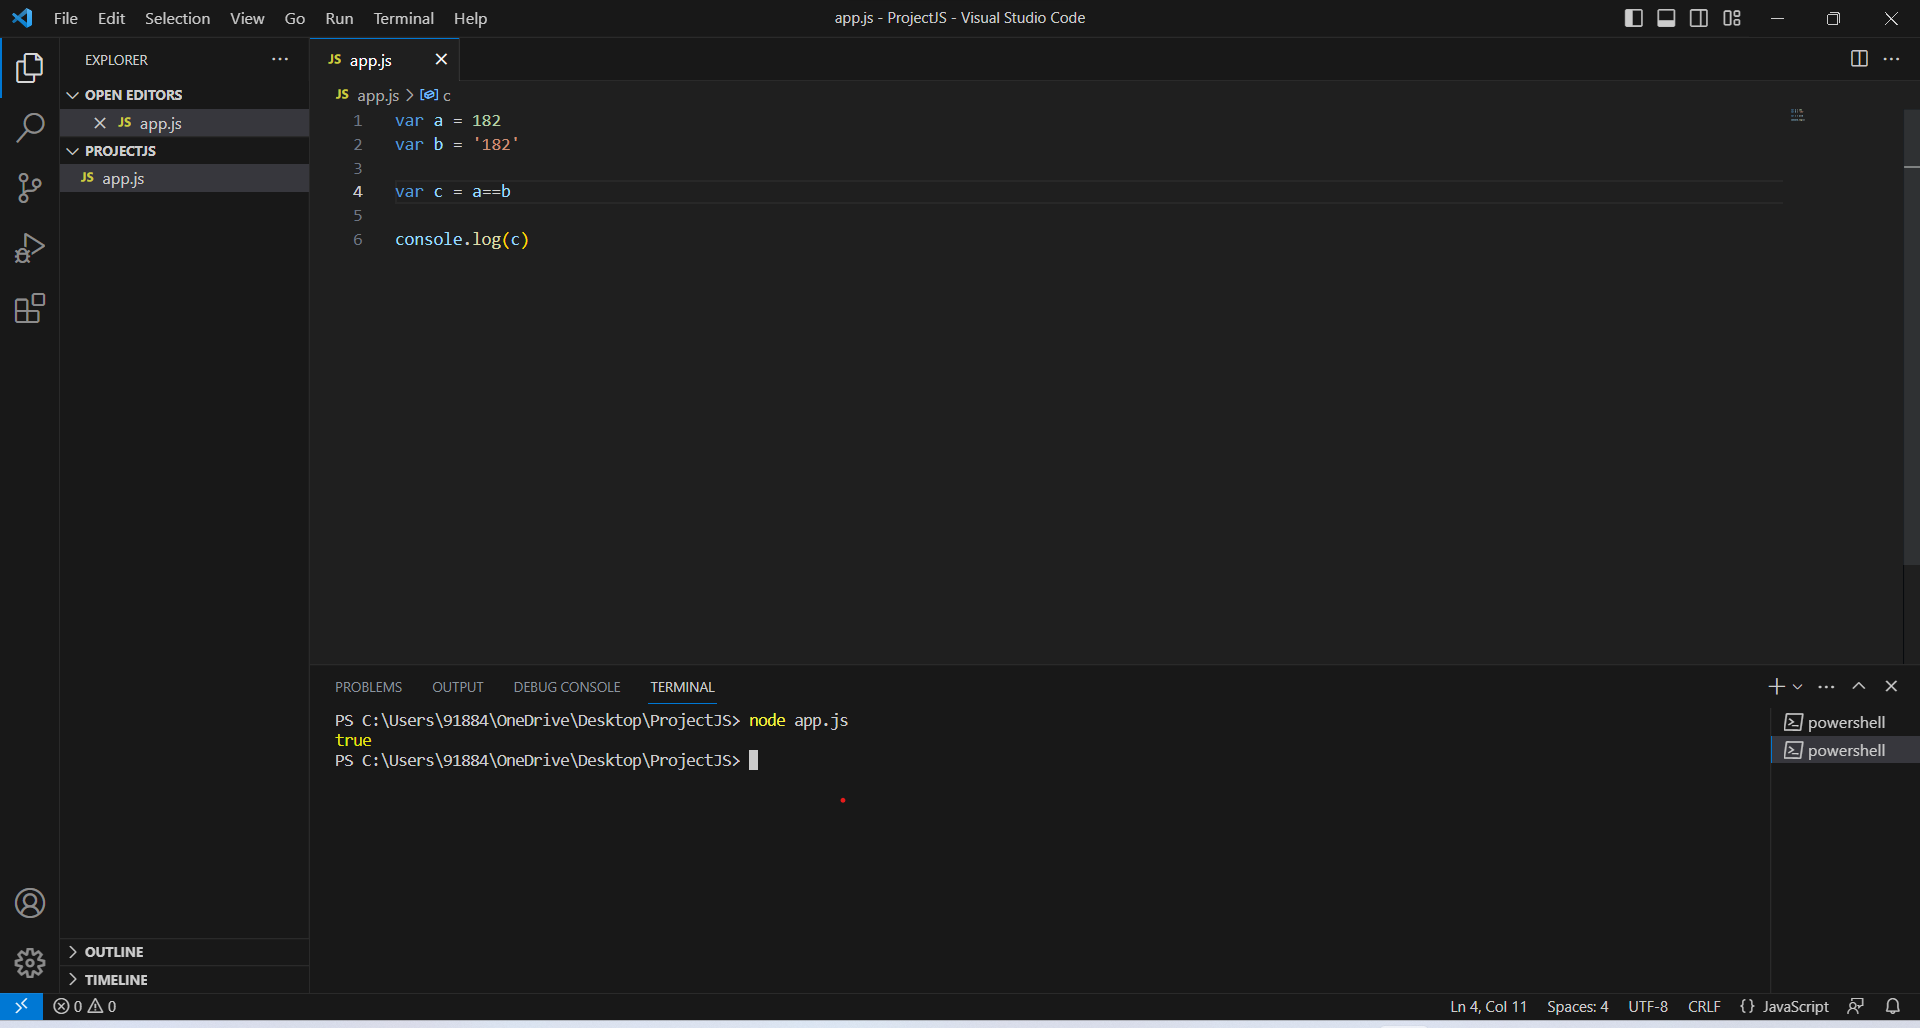 File Edit Selection View Go Run Terminal Help
app.js - ProjectJS - Visual Studio Code
EXPLORER
OPEN EDITORS
JS app.js
PROJECTJS
JS app.js
OUTLINE
TIMELINE
JS app.js
JS app.js > c
1 var a = 182
2 var b = '182'
3
4 var c = a==b
5
6 console.log(c)
PROBLEMS OUTPUT DEBUG CONSOLE TERMINAL
PS C:\Users\91884\OneDrive\Desktop\ProjectJS> node app.js
true
PS C:\Users\91884\OneDrive\Desktop\ProjectJS>
powershell
powershell
0 0
Ln 4, Col 11 Spaces: 4 UTF-8 CRLF {} JavaScript